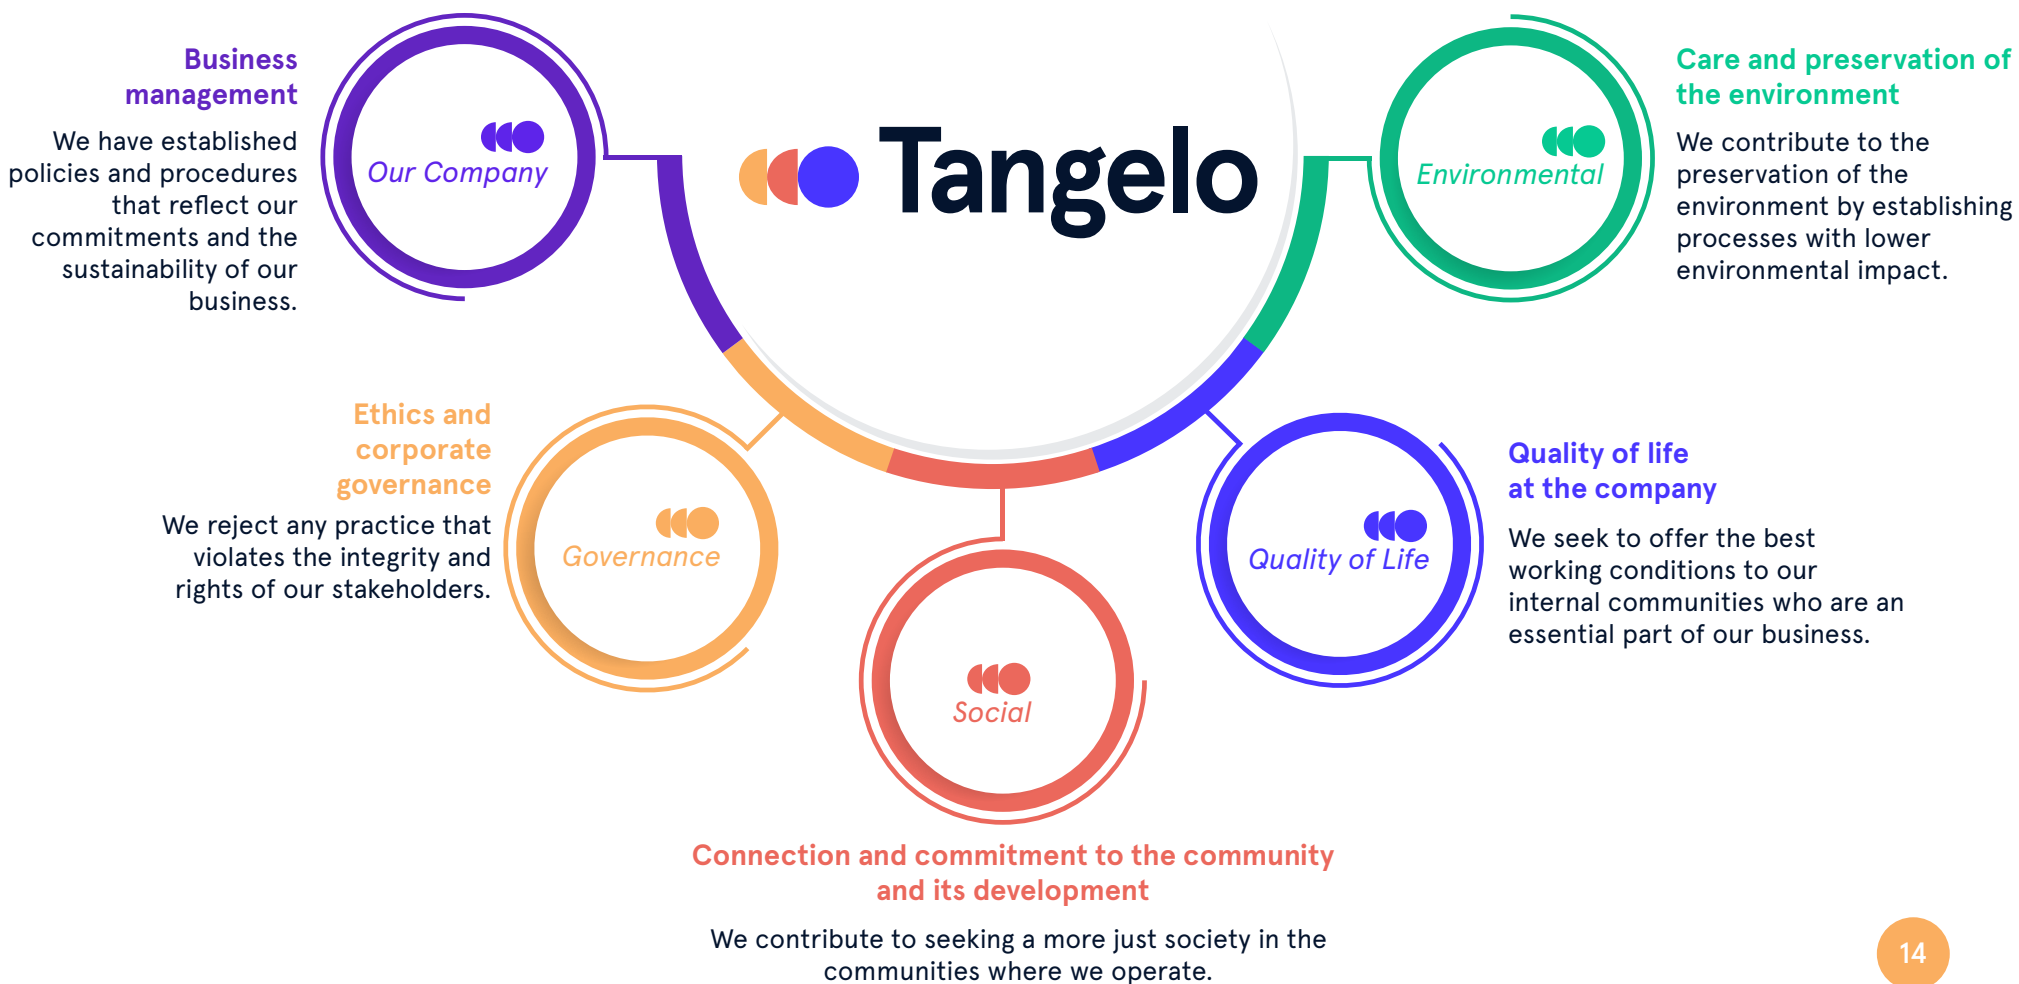 Tangelo
Business
management
We have established
policies and procedures
that reflect our
commitments and the
sustainability of our
business.
Our Company
Ethics and
corporate
governance
We reject any practice that
violates the integrity and
rights of our stakeholders.
Governance
Social
Connection and commitment to the community
and its development
We contribute to seeking a more just society in the
communities where we operate.
Quality of Life
Quality of life
at the company
We seek to offer the best
working conditions to our
internal communities who are an
essential part of our business.
Environmental
Care and preservation of
the environment
We contribute to the
preservation of the
environment by establishing
processes with lower
environmental impact.
14